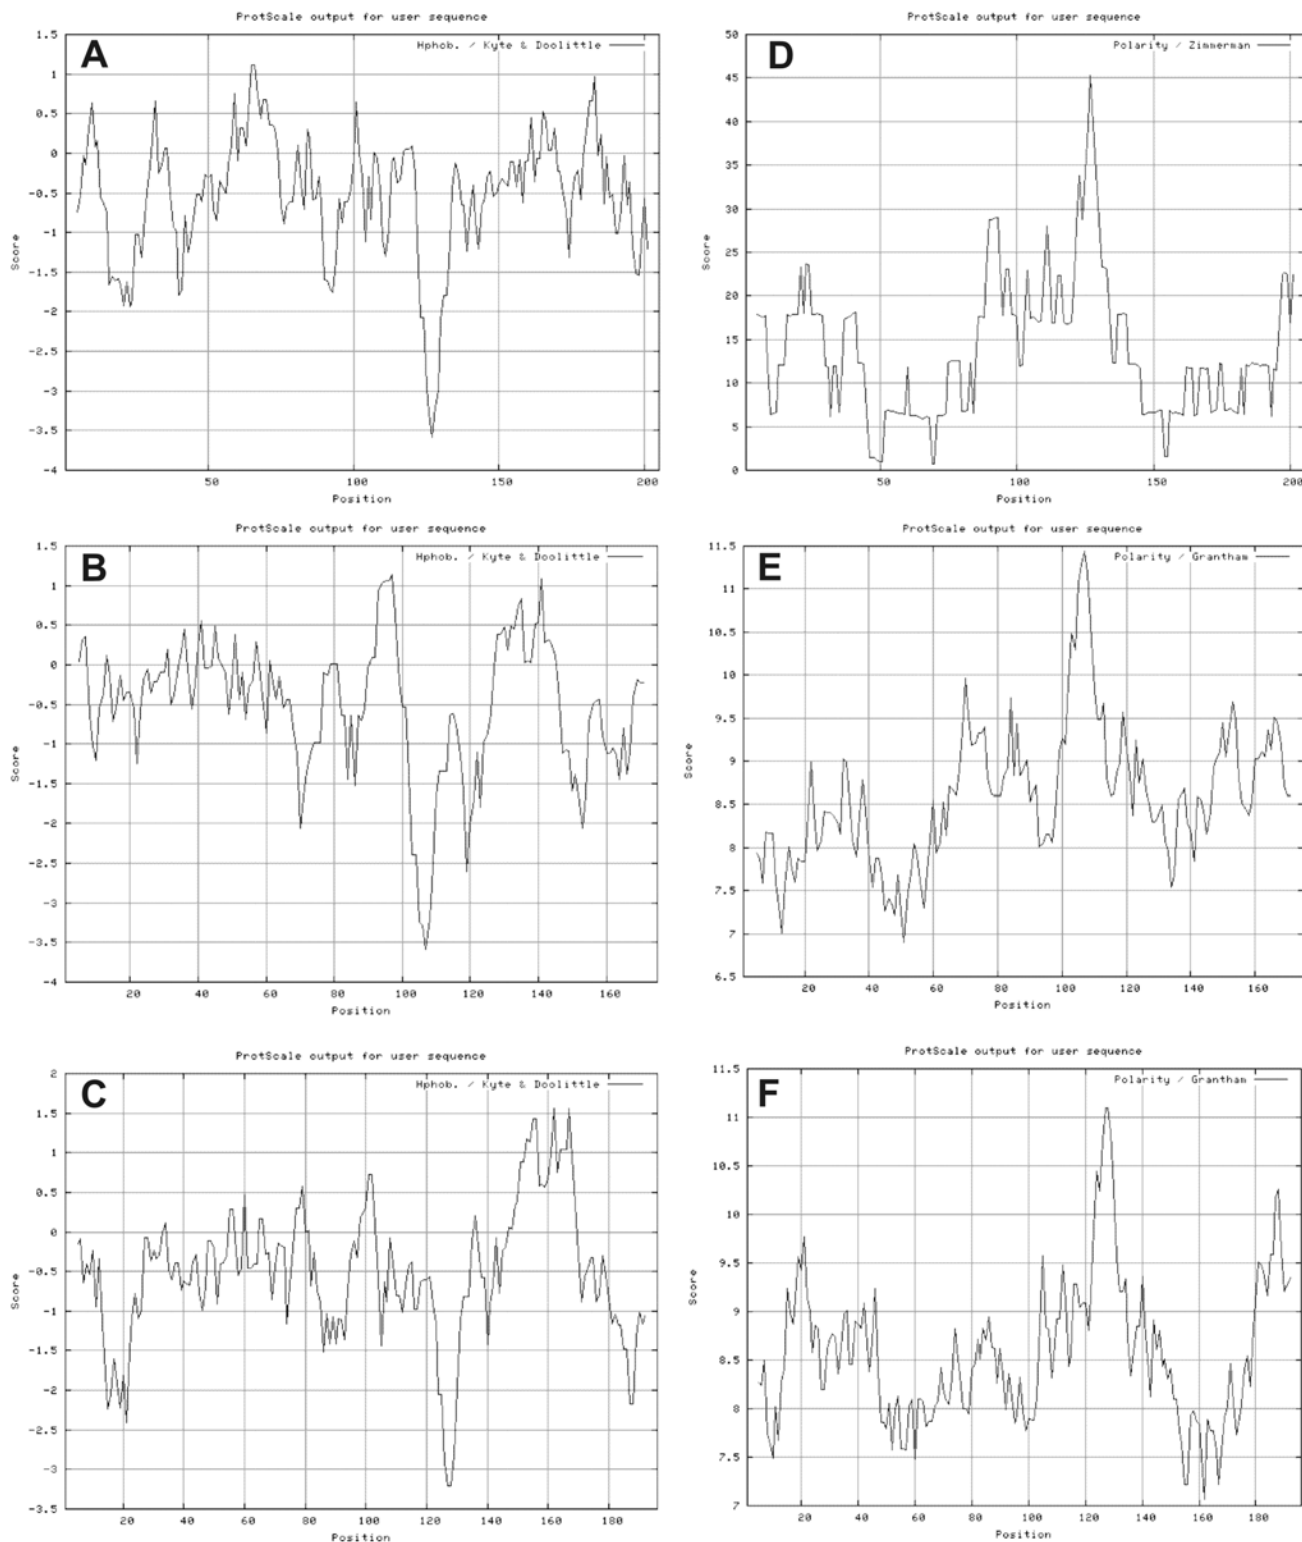 ProtScale output for user sequence
A
Hphob. / Kyte & Doolittle
1.5
1
0.5
0
-0.5
-1
-1.5
-2
-2.5
-3
-3.5
-4
Score
50 100 150 200
Position
ProtScale output for user sequence
D
Polarity / Zimmerman
50
45
40
35
30
25
20
15
10
5
0
Score
50 100 150 200
Position
ProtScale output for user sequence
B
Hphob. / Kyte & Doolittle
1.5
1
0.5
0
-0.5
-1
-1.5
-2
-2.5
-3
-3.5
-4
Score
20 40 60 80 100 120 140 160
Position
ProtScale output for user sequence
E
Polarity / Grantham
11.5
11
10.5
10
9.5
9
8.5
8
7.5
7
6.5
Score
20 40 60 80 100 120 140 160
Position
ProtScale output for user sequence
C
Hphob. / Kyte & Doolittle
2
1.5
1
0.5
0
-0.5
-1
-1.5
-2
-2.5
-3
-3.5
Score
20 40 60 80 100 120 140 160 180
Position
ProtScale output for user sequence
F
Polarity / Grantham
11.5
11
10.5
10
9.5
9
8.5
8
7.5
7
Score
20 40 60 80 100 120 140 160 180
Position